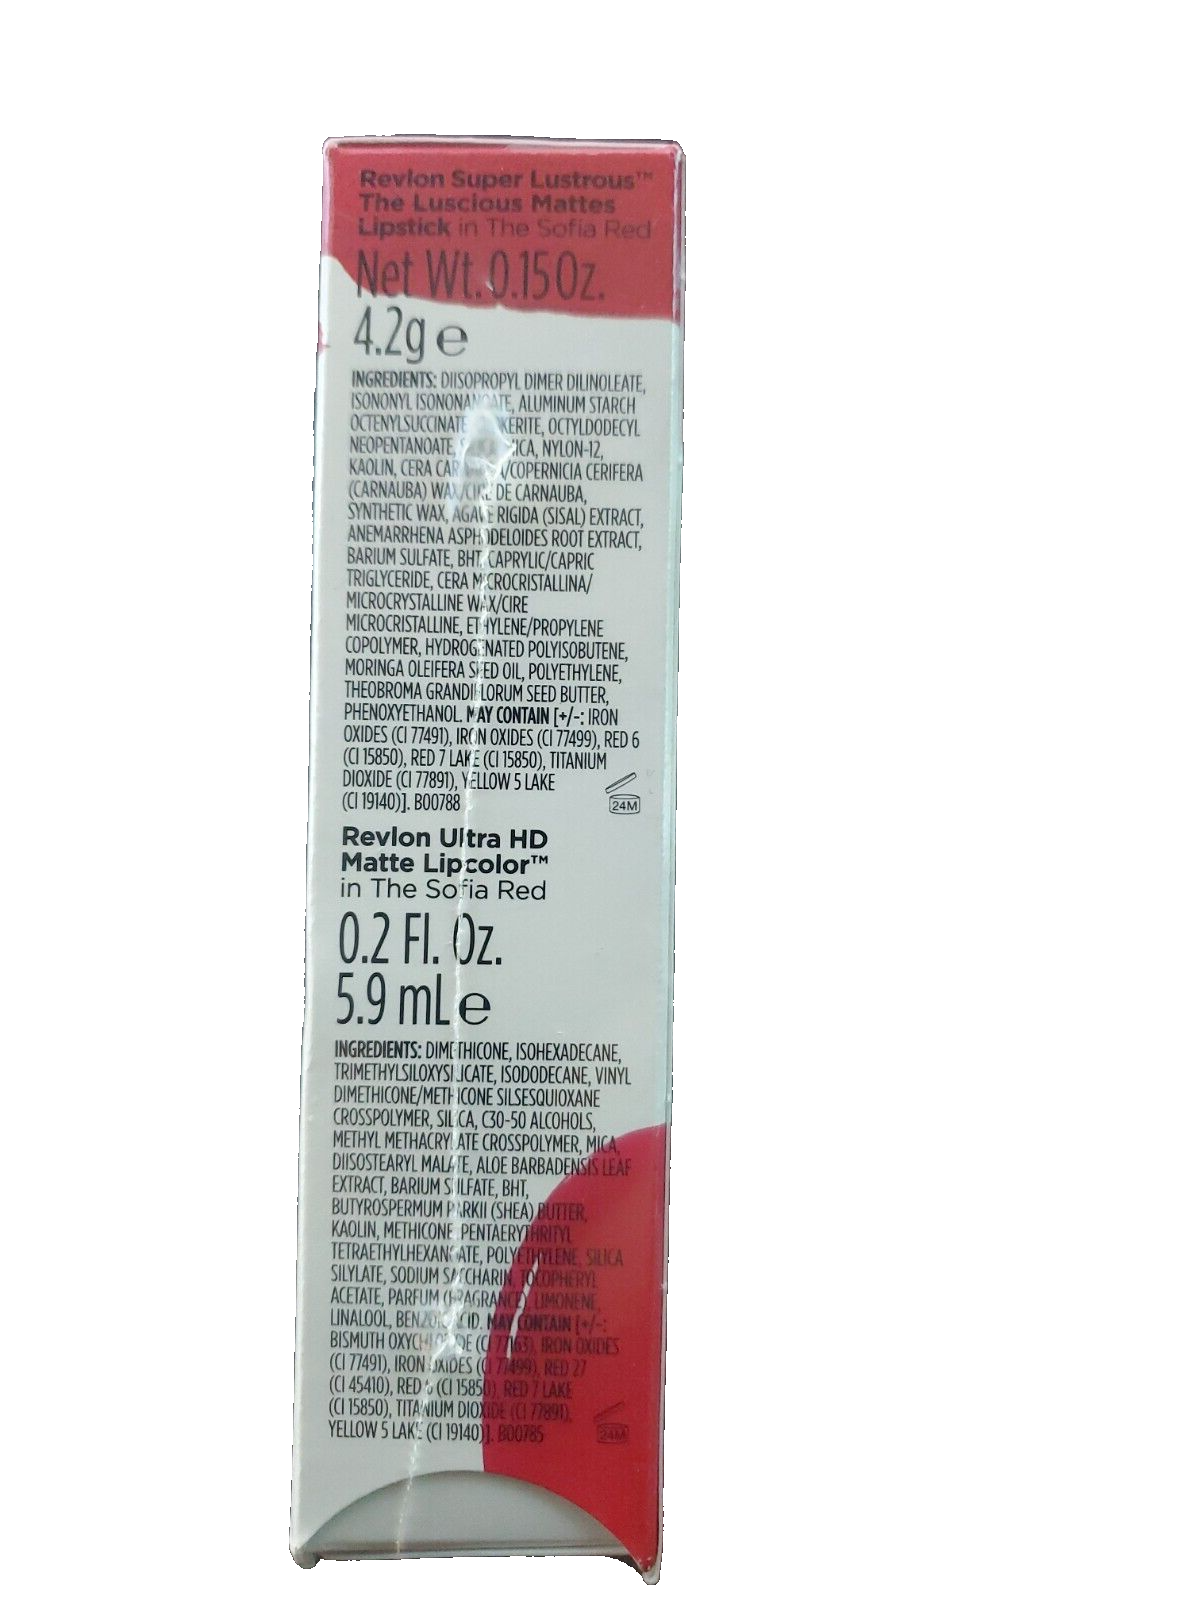 Revlon Super Lustrous™
The Luscious Mattes
Lipstick in The Sofia Red
Net Wt. 0.15 Oz.
4.2g ℮
INGREDIENTS: DIISOPROPYL DIMER DILINOLEATE,
ISONONYL ISONONANOATE, ALUMINUM STARCH
OCTENYLSUCCINATE, OCTYLDODECYL
NEOPENTANOATE, NYLON-12,
KAOLIN, CERA /COPERNICIA CERIFERA
(CARNAUBA) WAX/CIRE DE CARNAUBA,
SYNTHETIC WAX, AGAVE RIGIDA (SISAL) EXTRACT,
ANEMARRHENA ASPHODELOIDES ROOT EXTRACT,
BARIUM SULFATE, BHT, CAPRYLIC/CAPRIC
TRIGLYCERIDE, CERA MICROCRISTALLINA/
MICROCRYSTALLINE WAX/CIRE
MICROCRISTALLINE, ETHYLENE/PROPYLENE
COPOLYMER, HYDROGENATED POLYISOBUTENE,
MORINGA OLEIFERA SEED OIL, POLYETHYLENE,
THEOBROMA GRANDIFLORUM SEED BUTTER,
PHENOXYETHANOL. MAY CONTAIN [+/-: IRON
OXIDES (CI 77491), IRON OXIDES (CI 77499), RED 6
(CI 15850), RED 7 LAKE (CI 15850), TITANIUM
DIOXIDE (CI 77891), YELLOW 5 LAKE
(CI 19140)]. B00788
24M
Revlon Ultra HD
Matte Lipcolor™
in The Sofia Red
0.2 Fl. Oz.
5.9 mL ℮
INGREDIENTS: DIMETHICONE, ISOHEXADECANE,
TRIMETHYLSILOXYSILICATE, ISODODECANE, VINYL
DIMETHICONE/METHICONE SILSESQUIOXANE
CROSSPOLYMER, SILICA, C30-50 ALCOHOLS,
METHYL METHACRYLATE CROSSPOLYMER, MICA,
DIISOSTEARYL MALATE, ALOE BARBADENSIS LEAF
EXTRACT, BARIUM SULFATE, BHT,
BUTYROSPERMUM PARKII (SHEA) BUTTER,
KAOLIN, METHICONE, PENTAERYTHRITYL
TETRAETHYLHEXANOATE, POLYETHYLENE, SILICA
SILYLATE, SODIUM SACCHARIN, TOCOPHERYL
ACETATE, PARFUM (FRAGRANCE), LIMONENE,
LINALOOL, BENZOIC ACID. MAY CONTAIN [+/-:
BISMUTH OXYCHLORIDE (CI 77163), IRON OXIDES
(CI 77491), IRON OXIDES (CI 77499), RED 27
(CI 45410), RED 6 (CI 15850), RED 7 LAKE
(CI 15850), TITANIUM DIOXIDE (CI 77891),
YELLOW 5 LAKE (CI 19140)]. B00785
24M